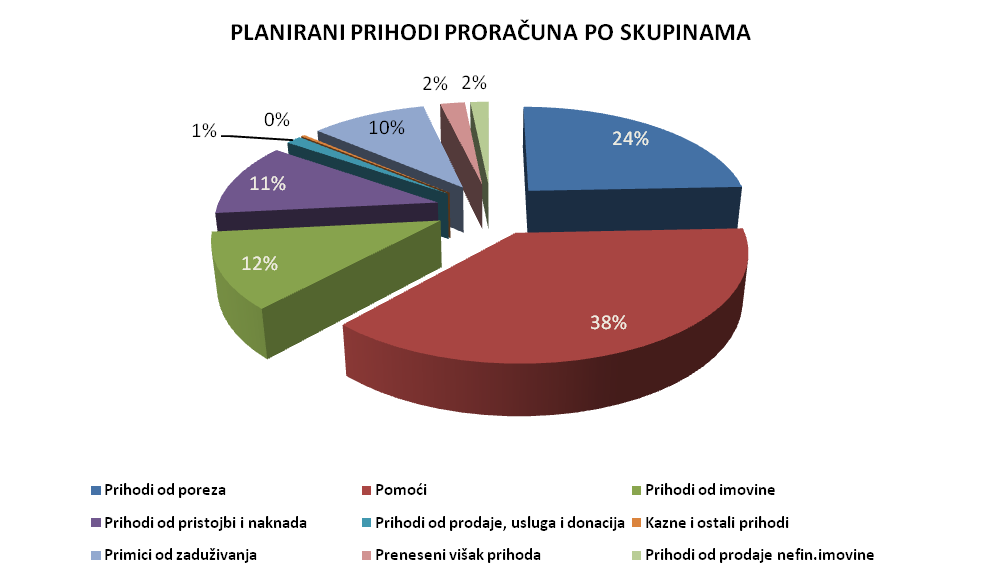 PLANIRANI PRIHODI PRORAČUNA PO SKUPINAMA
2% 2%
0%
1%
10%
24%
11%
12%
38%
Prihodi od poreza
Pomoći
Prihodi od imovine
Prihodi od pristojbi i naknada
Prihodi od prodaje, usluga i donacija
Kazne i ostali prihodi
Primici od zaduživanja
Preneseni višak prihoda
Prihodi od prodaje nefin.imovine